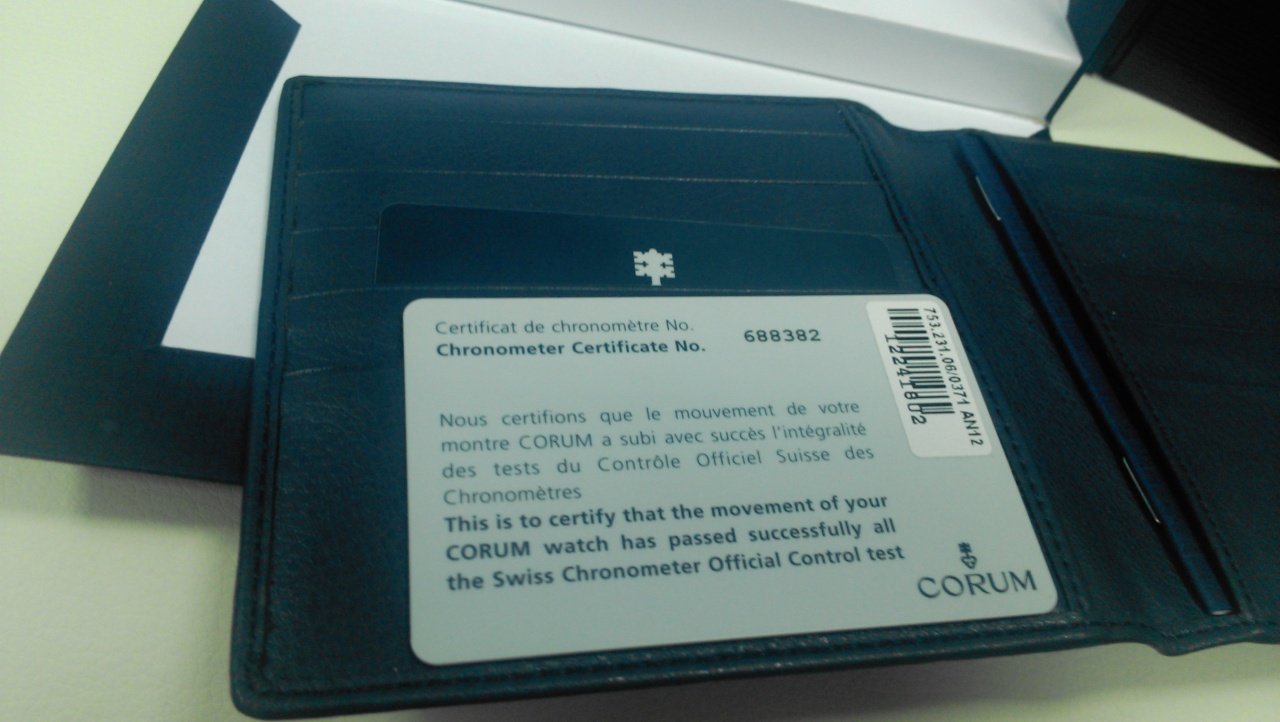 Certificat de chronomètre No.
Chronometer Certificate No. 688382
753.231.06/0371 AN12
12241802
Nous certifions que le mouvement de votre
montre CORUM a subi avec succès l'intégralité
des tests du Contrôle Officiel Suisse des
Chronomètres
This is to certify that the movement of your
CORUM watch has passed successfully all
the Swiss Chronometer Official Control test
CORUM